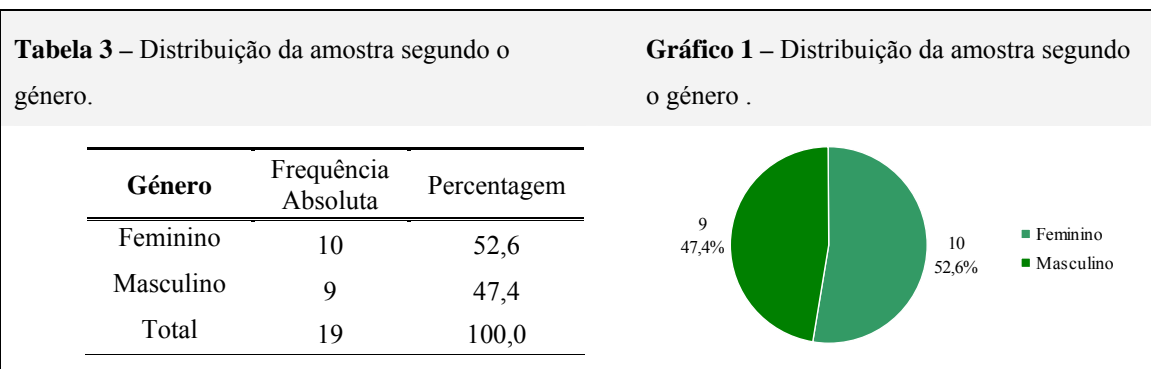 Tabela 3 – Distribuição da amostra segundo o
género.
Gráfico 1 – Distribuição da amostra segundo
o género .
Género Frequência Absoluta Percentagem
Feminino 10 52,6
Masculino 9 47,4
Total 19 100,0
9
47,4%
10
52,6%
Feminino
Masculino